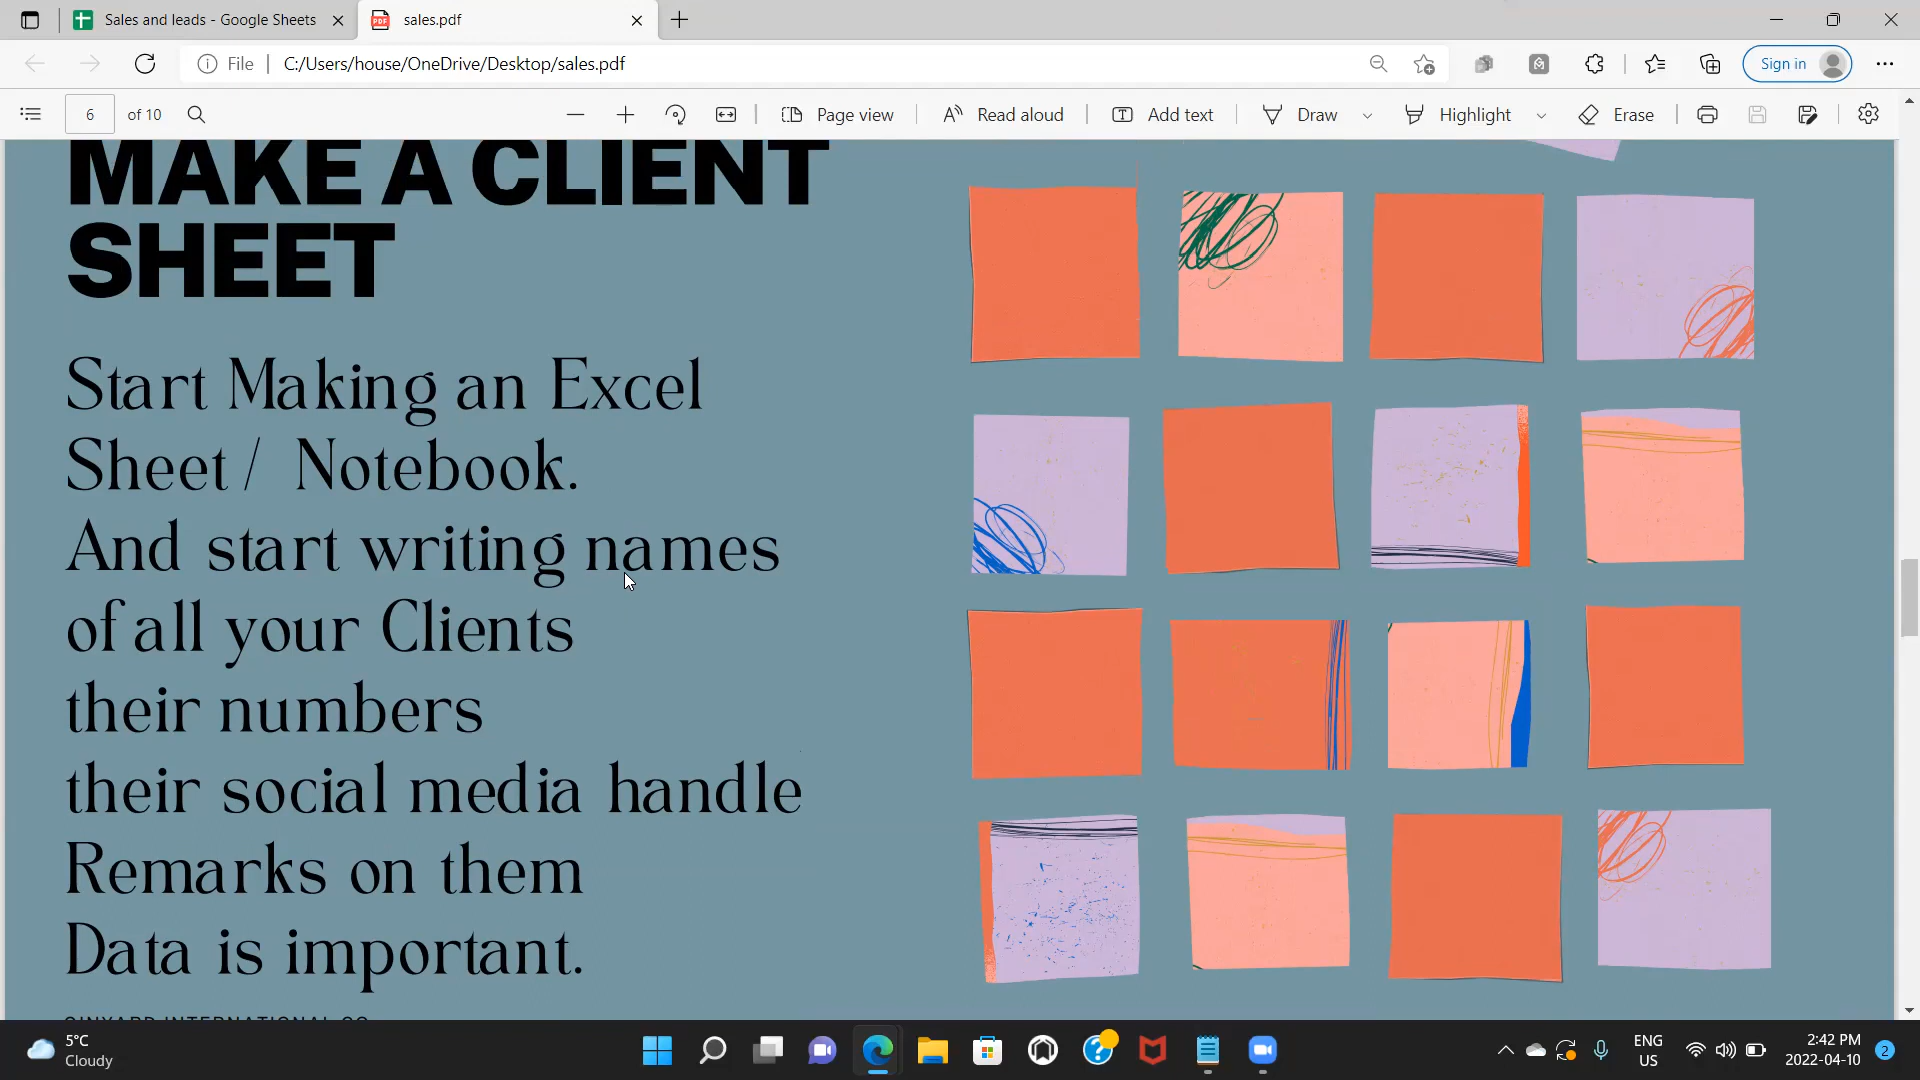 Sales and leads - Google Sheets
sales.pdf
File
C:/Users/house/OneDrive/Desktop/sales.pdf
Sign in
6 of 10
Page view
Read aloud
Add text
Draw
Highlight
Erase
MAKE A CLIENT
SHEET
Start Making an Excel
Sheet / Notebook.
And start writing names
of all your Clients
their numbers
their social media handle
Remarks on them
Data is important.
5°C
Cloudy
ENG
US
2:42 PM
2022-04-10
2